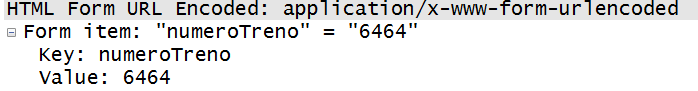 HTML Form URL Encoded: application/x-www-form-urlencoded
Form item: "numeroTreno" = "6464"
Key: numeroTreno
Value: 6464